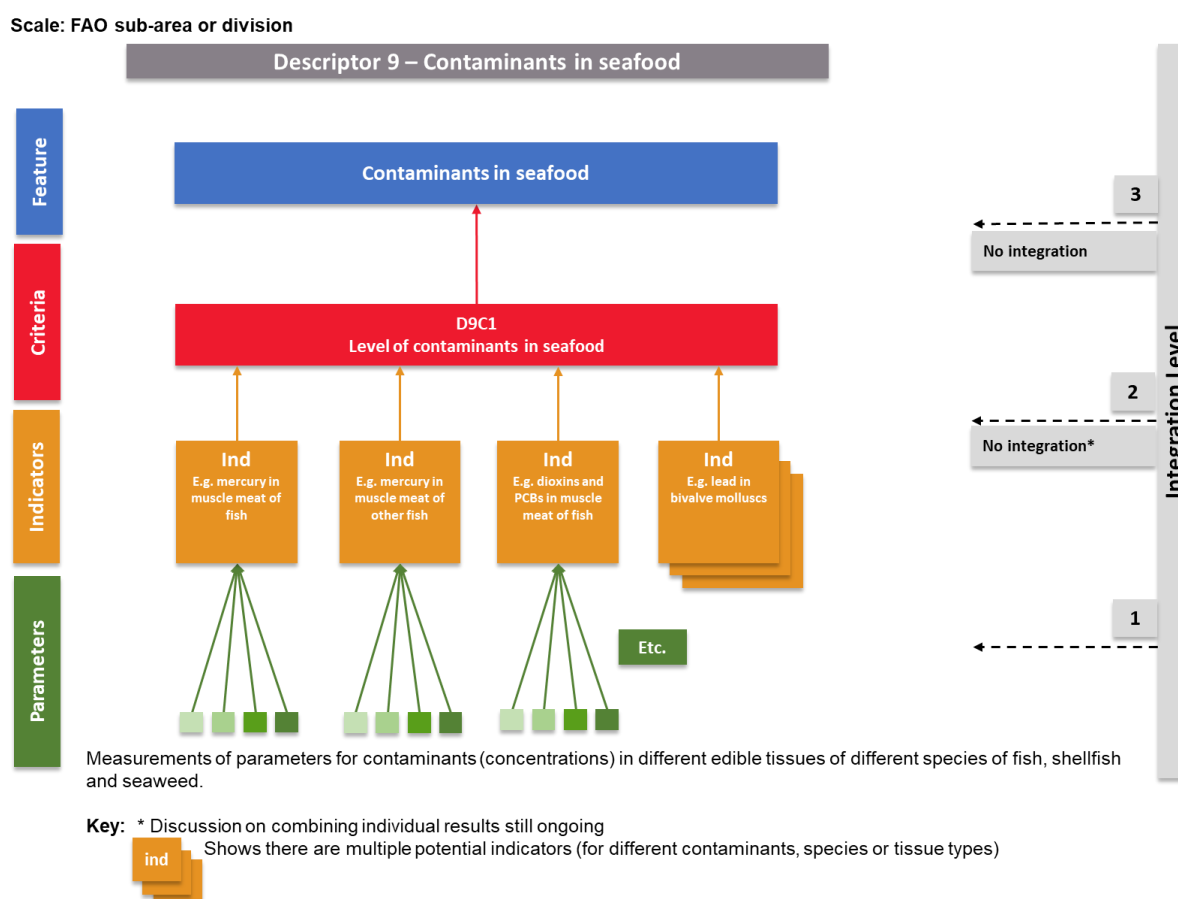 Scale: FAO sub-area or division
Descriptor 9 – Contaminants in seafood
Feature
Contaminants in seafood
3
No integration
Criteria
D9C1
Level of contaminants in seafood
Integration Level
2
No integration*
Indicators
Ind
E.g. mercury in
muscle meat of
fish
Ind
E.g. mercury in
muscle meat of
other fish
Ind
E.g. dioxins and
PCBs in muscle
meat of fish
Ind
E.g. lead in
bivalve molluscs
Parameters
Etc.
1
Measurements of parameters for contaminants (concentrations) in different edible tissues of different species of fish, shellfish
and seaweed.
Key: * Discussion on combining individual results still ongoing
ind
Shows there are multiple potential indicators (for different contaminants, species or tissue types)